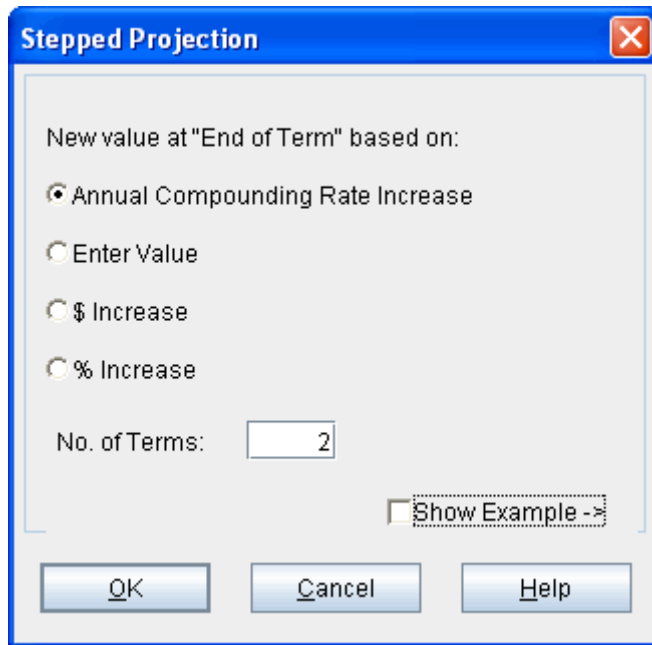 Stepped Projection
New value at "End of Term" based on:
Annual Compounding Rate Increase
Enter Value
$ Increase
% Increase
No. of Terms: 2
Show Example ->
OK Cancel Help